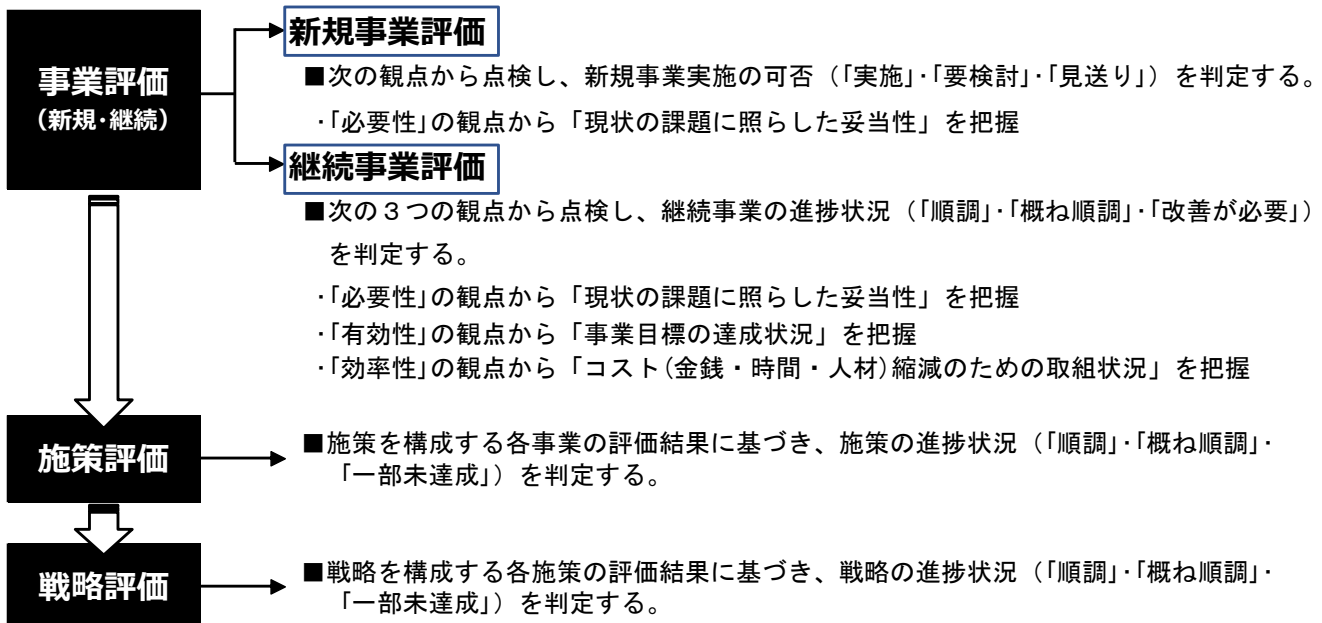 事業評価
(新規･継続)
新規事業評価
■次の観点から点検し、新規事業実施の可否（｢実施｣･｢要検討｣･｢見送り｣）を判定する。
･｢必要性｣の観点から「現状の課題に照らした妥当性」を把握
継続事業評価
■次の３つの観点から点検し、継続事業の進捗状況（｢順調｣･｢概ね順調｣･｢改善が必要｣）
を判定する。
･｢必要性｣の観点から「現状の課題に照らした妥当性」を把握
･｢有効性｣の観点から「事業目標の達成状況」を把握
･｢効率性｣の観点から「コスト(金銭・時間・人材)縮減のための取組状況」を把握
施策評価
■施策を構成する各事業の評価結果に基づき、施策の進捗状況（｢順調｣･｢概ね順調｣･
｢一部未達成｣）を判定する。
戦略評価
■戦略を構成する各施策の評価結果に基づき、戦略の進捗状況（｢順調｣･｢概ね順調｣･
｢一部未達成｣）を判定する。